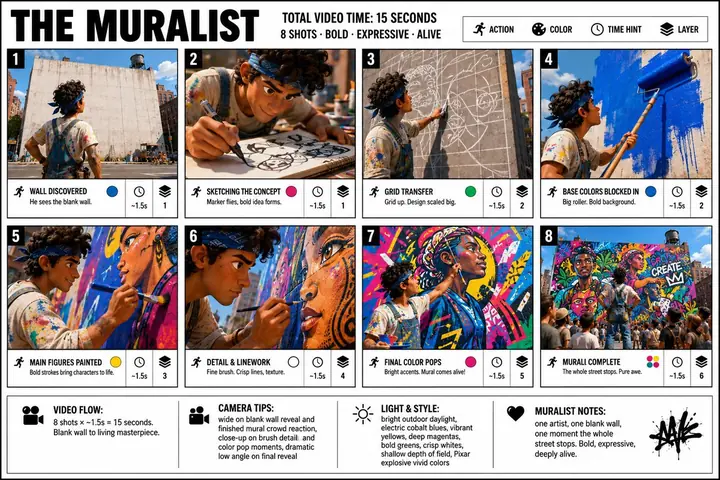 THE MURALIST
TOTAL VIDEO TIME: 15 SECONDS
8 SHOTS · BOLD · EXPRESSIVE · ALIVE
ACTION
COLOR
TIME HINT
LAYER
1
WALL DISCOVERED
He sees the blank wall.
~1.5s
1
2
SKETCHING THE CONCEPT
Marker flies, bold idea forms.
~1.5s
1
3
GRID TRANSFER
Grid up. Design scaled big.
~1.5s
2
4
BASE COLORS BLOCKED IN
Big roller. Bold background.
~1.5s
2
5
MAIN FIGURES PAINTED
Bold strokes bring characters to life.
~1.5s
3
6
DETAIL & LINEWORK
Fine brush. Crisp lines, texture.
~1.5s
4
7
FINAL COLOR POPS
Bright accents. Mural comes alive!
~1.5s
5
8
CREATE
MURALI COMPLETE
The whole street stops. Pure awe.
~1.5s
6
VIDEO FLOW:
8 shots × ~1.5s = 15 seconds.
Blank wall to living masterpiece.
CAMERA TIPS:
wide on blank wall reveal and
finished mural crowd reaction,
close-up on brush detail and
color pop moments, dramatic
low angle on final reveal
LIGHT & STYLE:
bright outdoor daylight,
electric cobalt blues, vibrant
yellows, deep magentas,
bold greens, crisp whites,
shallow depth of field, Pixar
explosive vivid colors
MURALIST NOTES:
one artist, one blank wall,
one moment the whole
street stops. Bold, expressive,
deeply alive.